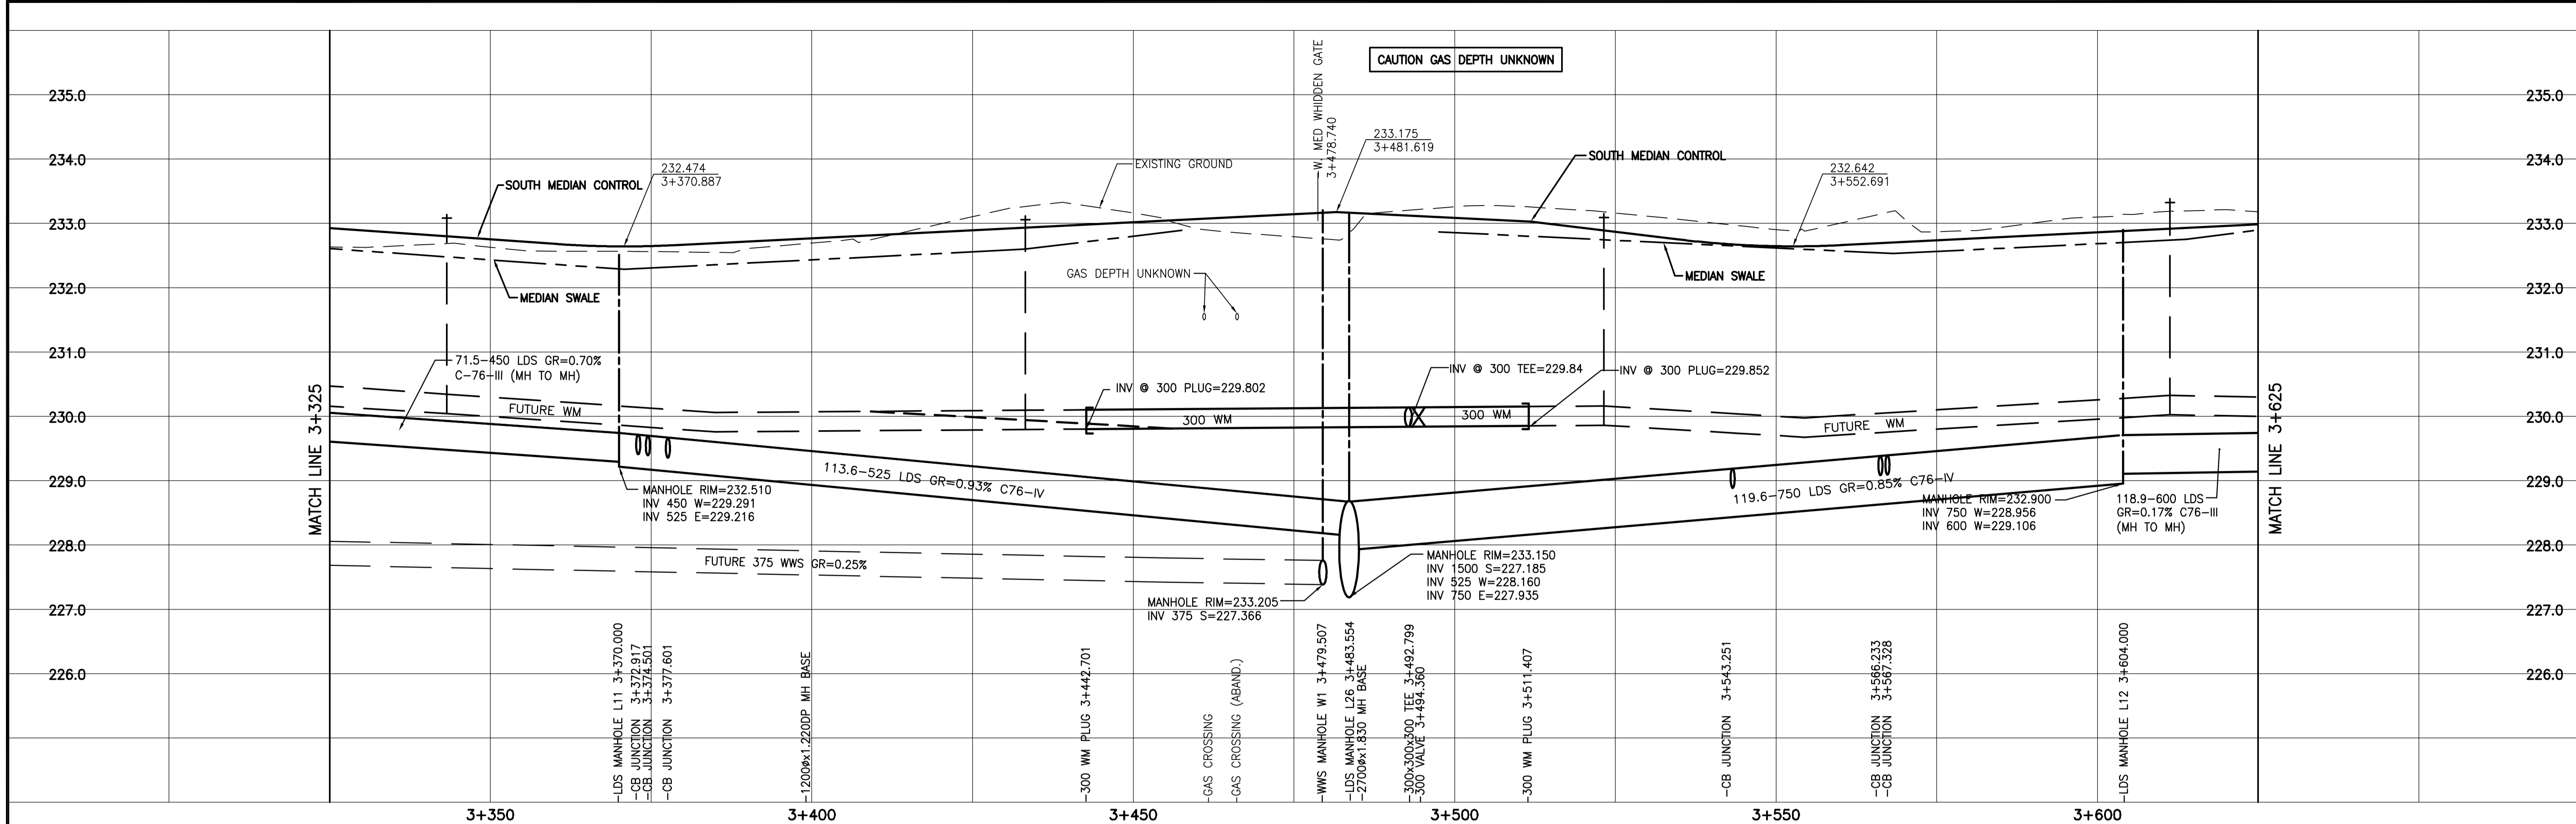 CAUTION GAS DEPTH UNKNOWN
235.0
235.0
W. MED WHIDDEN GATE
3+478.740
233.175
3+481.619
234.0
234.0
EXISTING GROUND
SOUTH MEDIAN CONTROL
232.474
3+370.887
SOUTH MEDIAN CONTROL
232.642
3+552.691
233.0
233.0
GAS DEPTH UNKNOWN
MEDIAN SWALE
MEDIAN SWALE
232.0
232.0
231.0
231.0
71.5-450 LDS GR=0.70%
C-76-III (MH TO MH)
INV @ 300 PLUG=229.802
INV @ 300 TEE=229.84
INV @ 300 PLUG=229.852
MATCH LINE 3+325
MATCH LINE 3+625
230.0
230.0
FUTURE WM
300 WM
300 WM
FUTURE WM
229.0
229.0
113.6-525 LDS GR=0.93% C76-IV
119.6-750 LDS GR=0.85% C76-IV
MANHOLE RIM=232.510
INV 450 W=229.291
INV 525 E=229.216
MANHOLE RIM=232.900
INV 750 W=228.956
INV 600 W=229.106
118.9-600 LDS
GR=0.17% C76-III
(MH TO MH)
228.0
228.0
FUTURE 375 WWS GR=0.25%
MANHOLE RIM=233.150
INV 1500 S=227.185
INV 525 W=228.160
INV 750 E=227.935
MANHOLE RIM=233.205
INV 375 S=227.366
227.0
227.0
226.0
226.0
LDS MANHOLE L11 3+370.000
CB JUNCTION 3+372.917
CB JUNCTION 3+374.501
CB JUNCTION 3+377.601
1200øx1.220DP MH BASE
300 WM PLUG 3+442.701
GAS CROSSING
GAS CROSSING (ABAND.)
WWS MANHOLE W1 3+479.507
LDS MANHOLE L26 3+483.554
2700øx1.830 MH BASE
300x300x300 TEE 3+492.799
300 VALVE 3+494.360
300 WM PLUG 3+511.407
CB JUNCTION 3+543.251
CB JUNCTION 3+566.233
CB JUNCTION 3+567.328
LDS MANHOLE L12 3+604.000
3+350
3+400
3+450
3+500
3+550
3+600